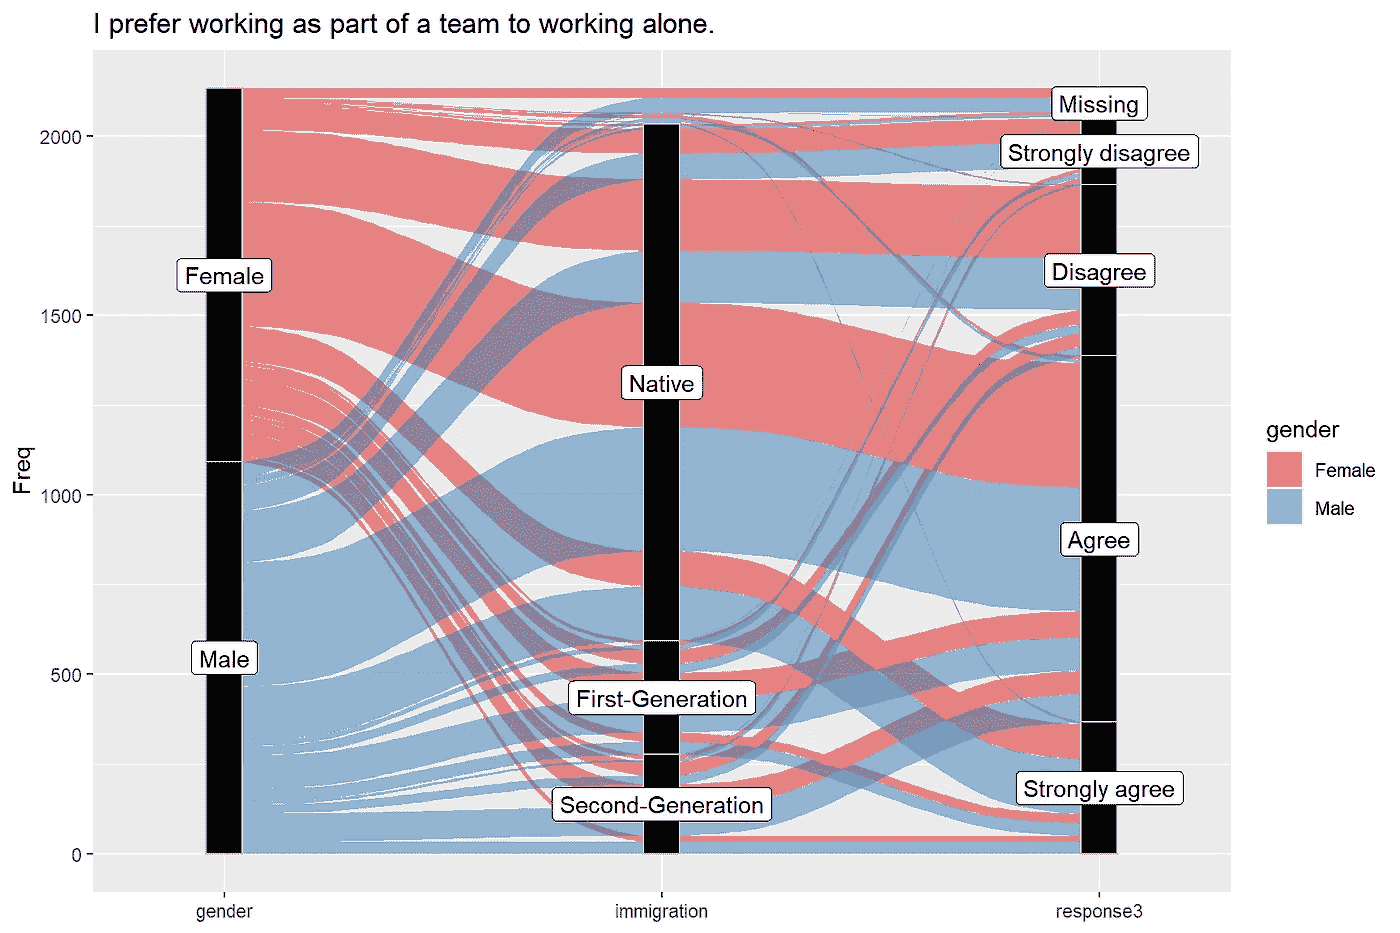 I prefer working as part of a team to working alone.
Freq
2000
1500
1000
500
0
Female
Male
Native
First-Generation
Second-Generation
Missing
Strongly disagree
Disagree
Agree
Strongly agree
gender
immigration
response3
gender
Female
Male